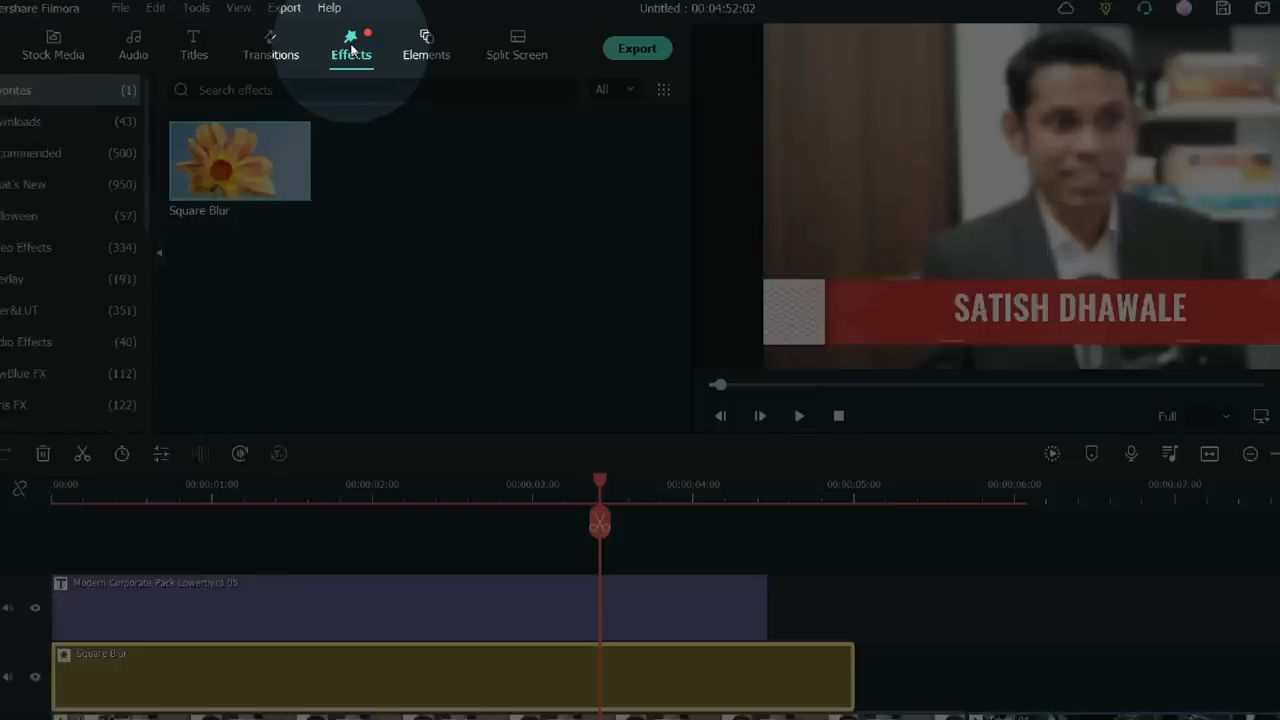 ershare Filmora File Edit Tools View Export Help Untitled : 00:04:52:02
Stock Media Audio Titles Transitions Effects Elements Split Screen Export
orites (1) Search effects All
wnloads (43)
commended (500)
at's New (950)
lloween (57)
eo Effects (334)
erlay (191)
er&LUT (351)
dio Effects (40)
wBlue FX (112)
ns FX (122)
Square Blur
SATISH DHAWALE
Full
:00:00 00:00:01:00 00:00:02:00 00:00:03:00 00:00:04:00 00:00:05:00 00:00:06:00 00:00:07:00
Modern Corporate Pack Lowerthird 05
Square Blur